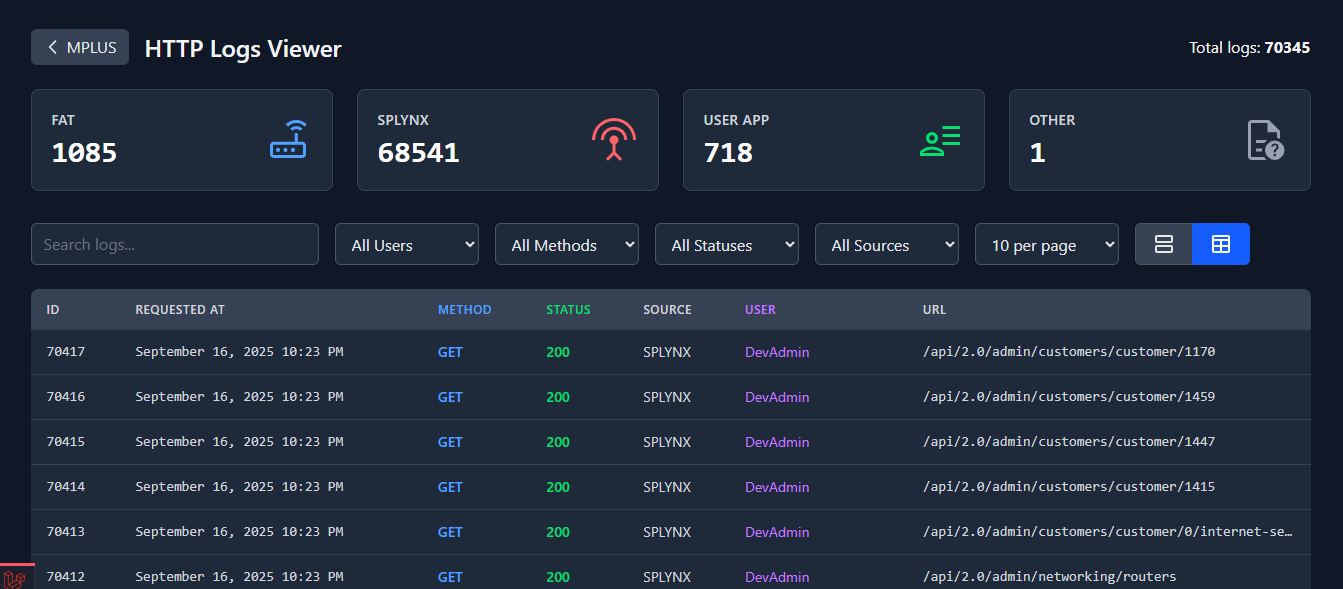 MPLUS HTTP Logs Viewer Total logs: 70345
FAT SPLYNX USER APP OTHER
1085 68541 718 1
Search logs... All Users All Methods All Statuses All Sources 10 per page
ID REQUESTED AT METHOD STATUS SOURCE USER URL
70417 September 16, 2025 10:23 PM GET 200 SPLYNX DevAdmin /api/2.0/admin/customers/customer/1170
70416 September 16, 2025 10:23 PM GET 200 SPLYNX DevAdmin /api/2.0/admin/customers/customer/1459
70415 September 16, 2025 10:23 PM GET 200 SPLYNX DevAdmin /api/2.0/admin/customers/customer/1447
70414 September 16, 2025 10:23 PM GET 200 SPLYNX DevAdmin /api/2.0/admin/customers/customer/1415
70413 September 16, 2025 10:23 PM GET 200 SPLYNX DevAdmin /api/2.0/admin/customers/customer/0/internet-se…
70412 September 16, 2025 10:23 PM GET 200 SPLYNX DevAdmin /api/2.0/admin/networking/routers